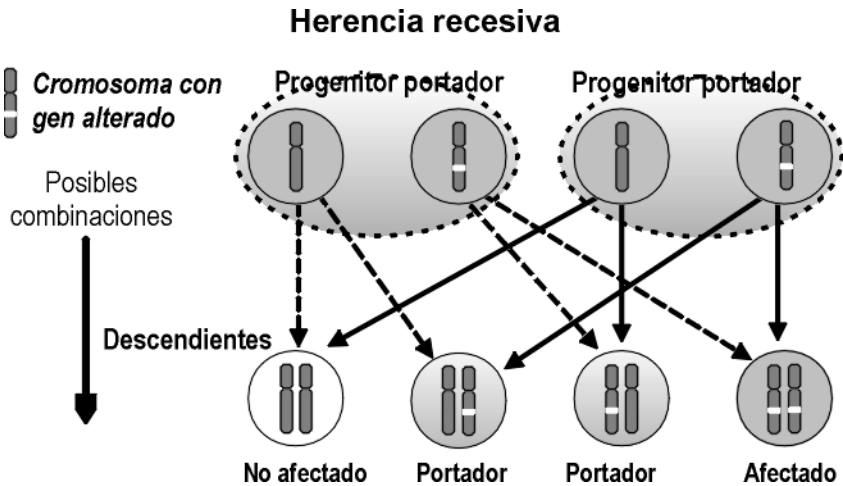 Herencia recesiva
Cromosoma con
gen alterado
Progenitor portador
Progenitor portador
Posibles
combinaciones
Descendientes
No afectado
Portador
Portador
Afectado